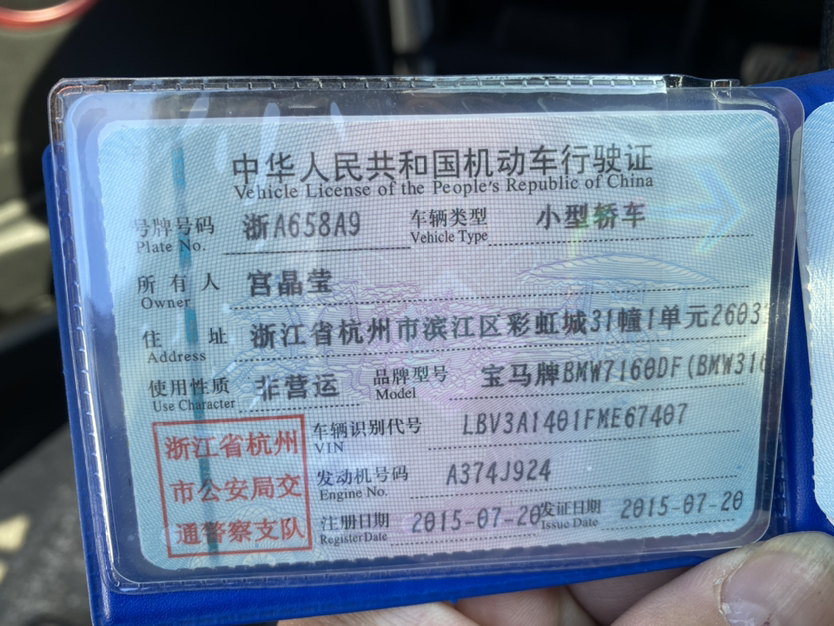 中华人民共和国机动车行驶证
Vehicle License of the People's Republic of China
号牌号码 浙A658A9 车辆类型 小型轿车
Plate No. Vehicle Type
所有人 宫晶莹
Owner
住址 浙江省杭州市滨江区彩虹城31幢1单元2603
Address
使用性质 非营运 品牌型号 宝马牌BMW7160DF(BMW316
Use Character Model
浙江省杭州
市公安局交
通警察支队
车辆识别代号 LBV3A1401FME67407
VIN
发动机号码 A374J924
Engine No.
注册日期 2015-07-20 发证日期 2015-07-20
Register Date Issue Date